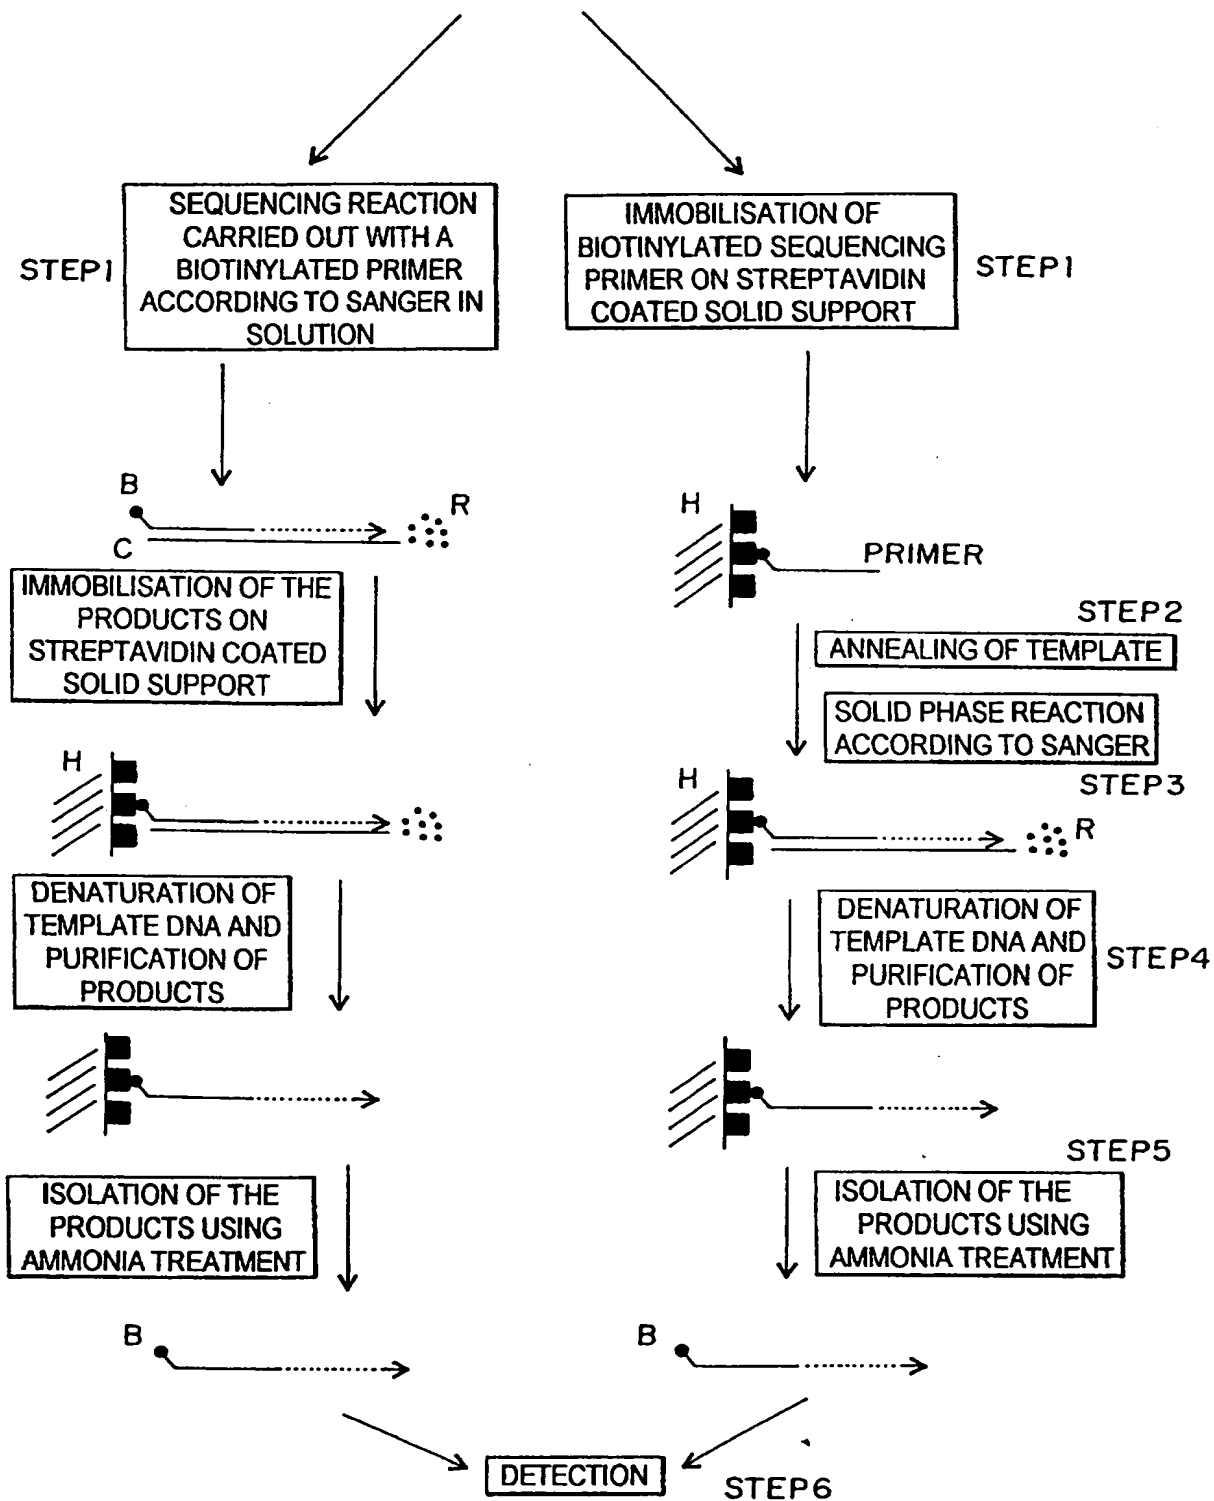 STEP1
SEQUENCING REACTION
CARRIED OUT WITH A
BIOTINYLATED PRIMER
ACCORDING TO SANGER IN
SOLUTION
B
R
C
IMMOBILISATION OF THE
PRODUCTS ON
STREPTAVIDIN COATED
SOLID SUPPORT
H
DENATURATION OF
TEMPLATE DNA AND
PURIFICATION OF
PRODUCTS
ISOLATION OF THE
PRODUCTS USING
AMMONIA TREATMENT
B
IMMOBILISATION OF
BIOTINYLATED SEQUENCING
PRIMER ON STREPTAVIDIN
COATED SOLID SUPPORT
STEP1
H
PRIMER
STEP2
ANNEALING OF TEMPLATE
SOLID PHASE REACTION
ACCORDING TO SANGER
STEP3
H
R
DENATURATION OF
TEMPLATE DNA AND
PURIFICATION OF
PRODUCTS
STEP4
STEP5
ISOLATION OF THE
PRODUCTS USING
AMMONIA TREATMENT
B
DETECTION
STEP6